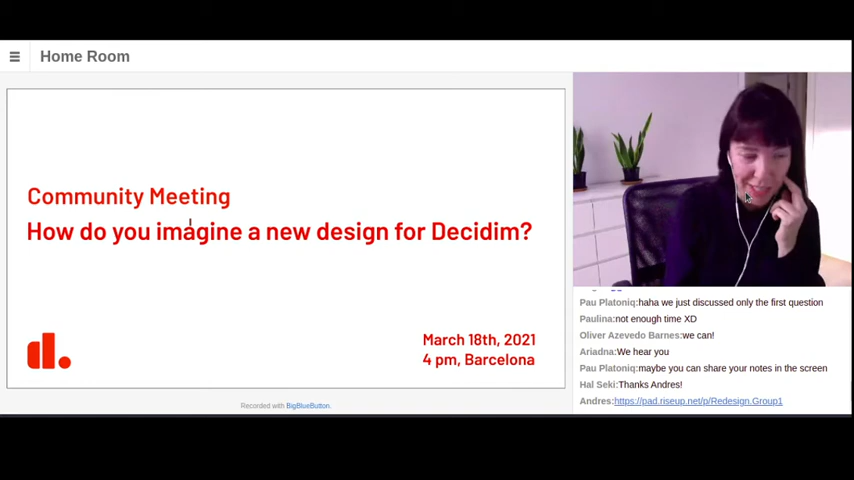 Home Room
Community Meeting
How do you imagine a new design for Decidim?
d.
March 18th, 2021
4 pm, Barcelona
Recorded with BigBlueButton.
Pau Platoniq:haha we just discussed only the first question
Paulina:not enough time XD
Oliver Azevedo Barnes:we can!
Ariadna:We hear you
Pau Platoniq:maybe you can share your notes in the screen
Hal Seki:Thanks Andres!
Andres:https://pad.riseup.net/p/Redesign.Group1